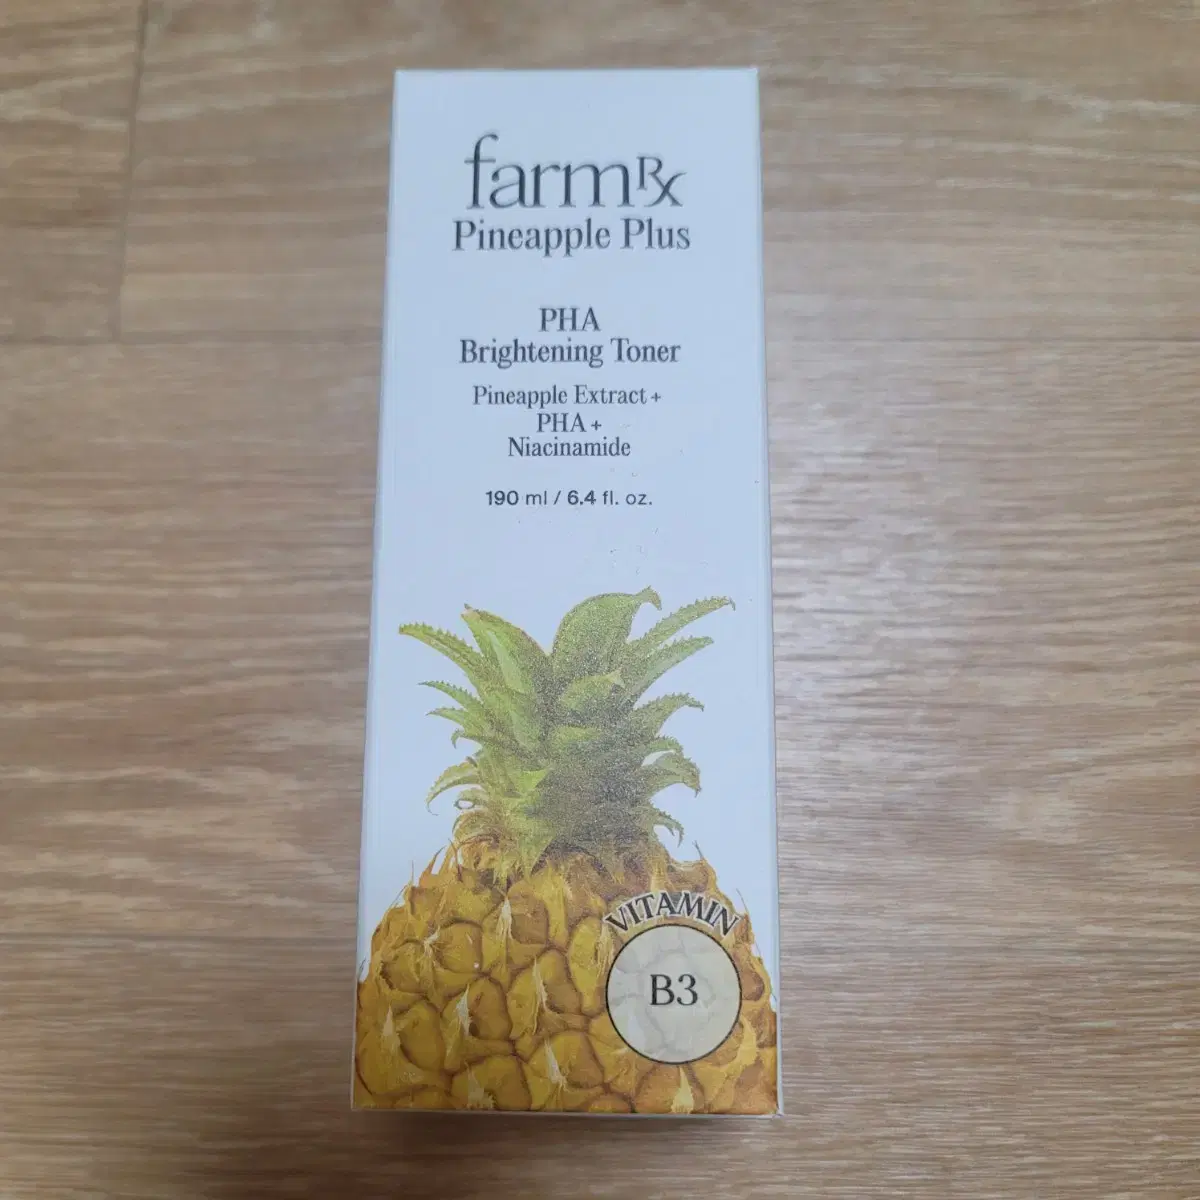 farmRx
Pineapple Plus
PHA
Brightening Toner
Pineapple Extract +
PHA +
Niacinamide
190 ml / 6.4 fl. oz.
VITAMIN
B3